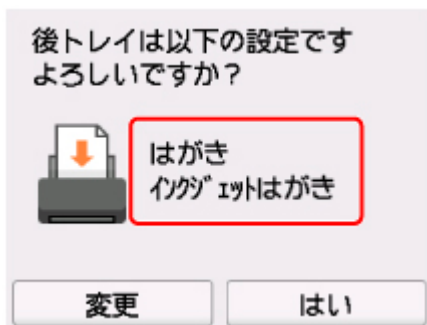 後トレイは以下の設定です
よろしいですか？
はがき
ｲﾝｸｼﾞｪｯﾄはがき
変更
はい